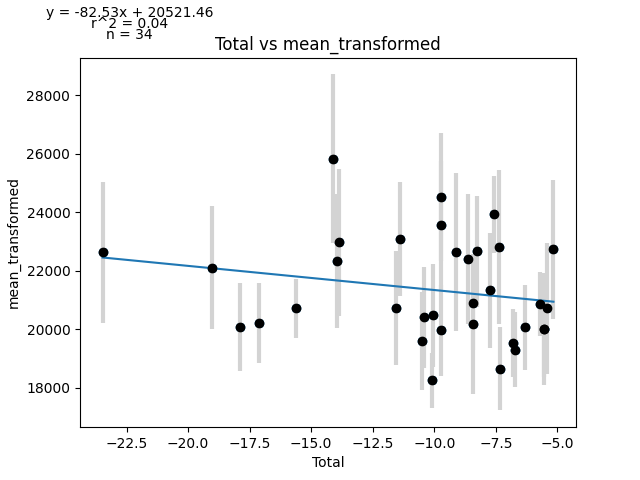 y = -82.53x + 20521.46
r^2 = 0.04
n = 34
Total vs mean_transformed
28000
26000
24000
22000
20000
18000
mean_transformed
−22.5 −20.0 −17.5 −15.0 −12.5 −10.0 −7.5 −5.0
Total